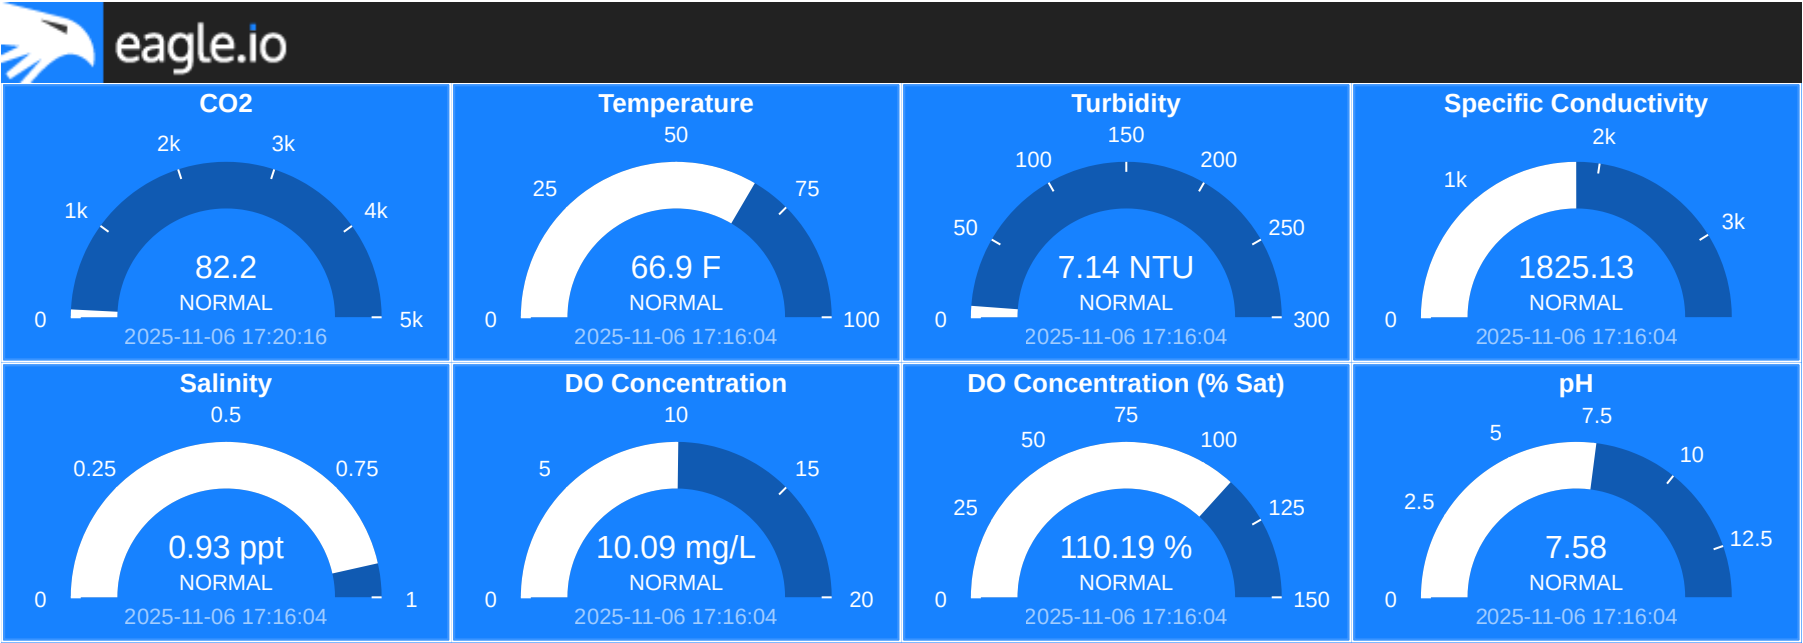 eagle.io
CO2
2k 3k
1k 4k
82.2
NORMAL
0 5k
2025-11-06 17:20:16
Temperature
50
25 75
66.9 F
NORMAL
0 100
2025-11-06 17:16:04
Turbidity
150
100 200
50 250
7.14 NTU
NORMAL
0 300
2025-11-06 17:16:04
Specific Conductivity
2k
1k
3k
1825.13
NORMAL
0
2025-11-06 17:16:04
Salinity
0.5
0.25 0.75
0.93 ppt
NORMAL
0 1
2025-11-06 17:16:04
DO Concentration
10
5 15
10.09 mg/L
NORMAL
0 20
2025-11-06 17:16:04
DO Concentration (% Sat)
75
50 100
25 125
110.19 %
NORMAL
0 150
2025-11-06 17:16:04
pH
7.5
5
10
2.5
12.5
7.58
NORMAL
0
2025-11-06 17:16:04